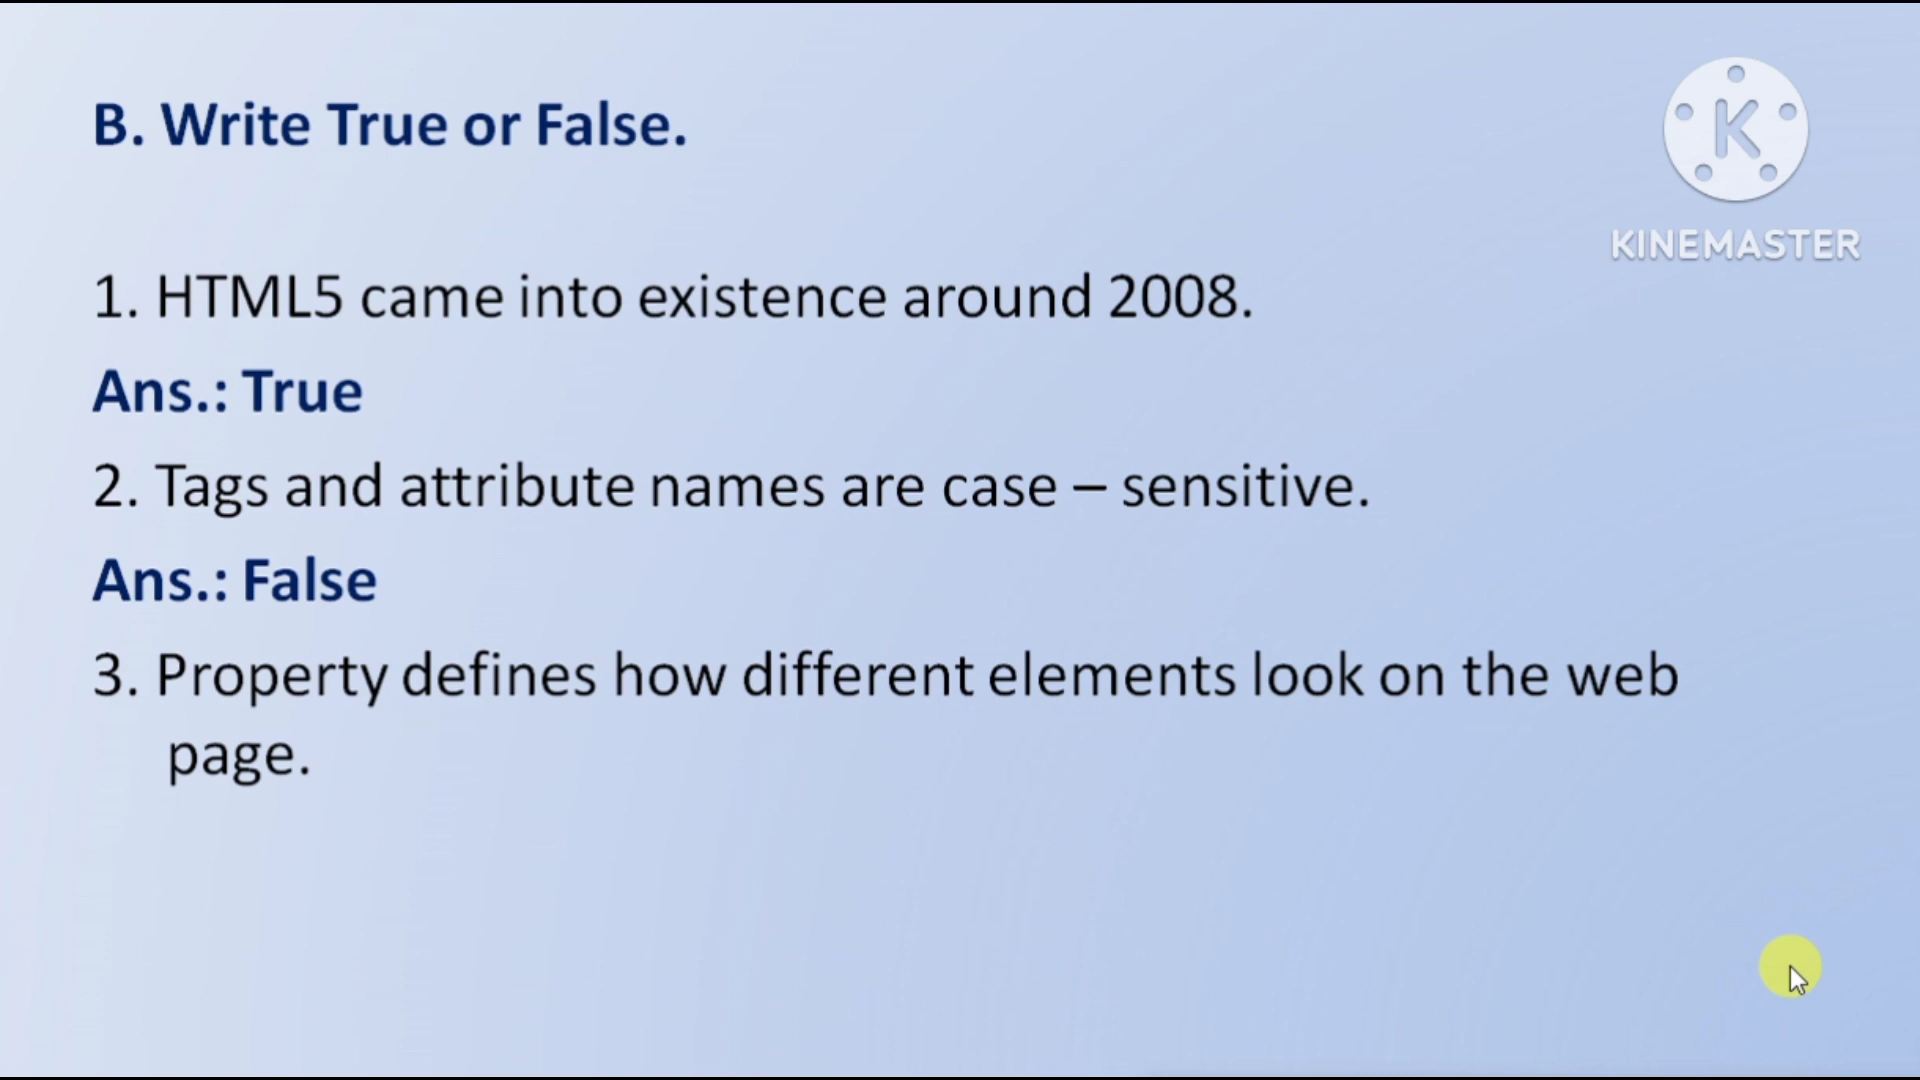 B. Write True or False.
K
KINEMASTER
1. HTML5 came into existence around 2008.
Ans.: True
2. Tags and attribute names are case – sensitive.
Ans.: False
3. Property defines how different elements look on the web
page.